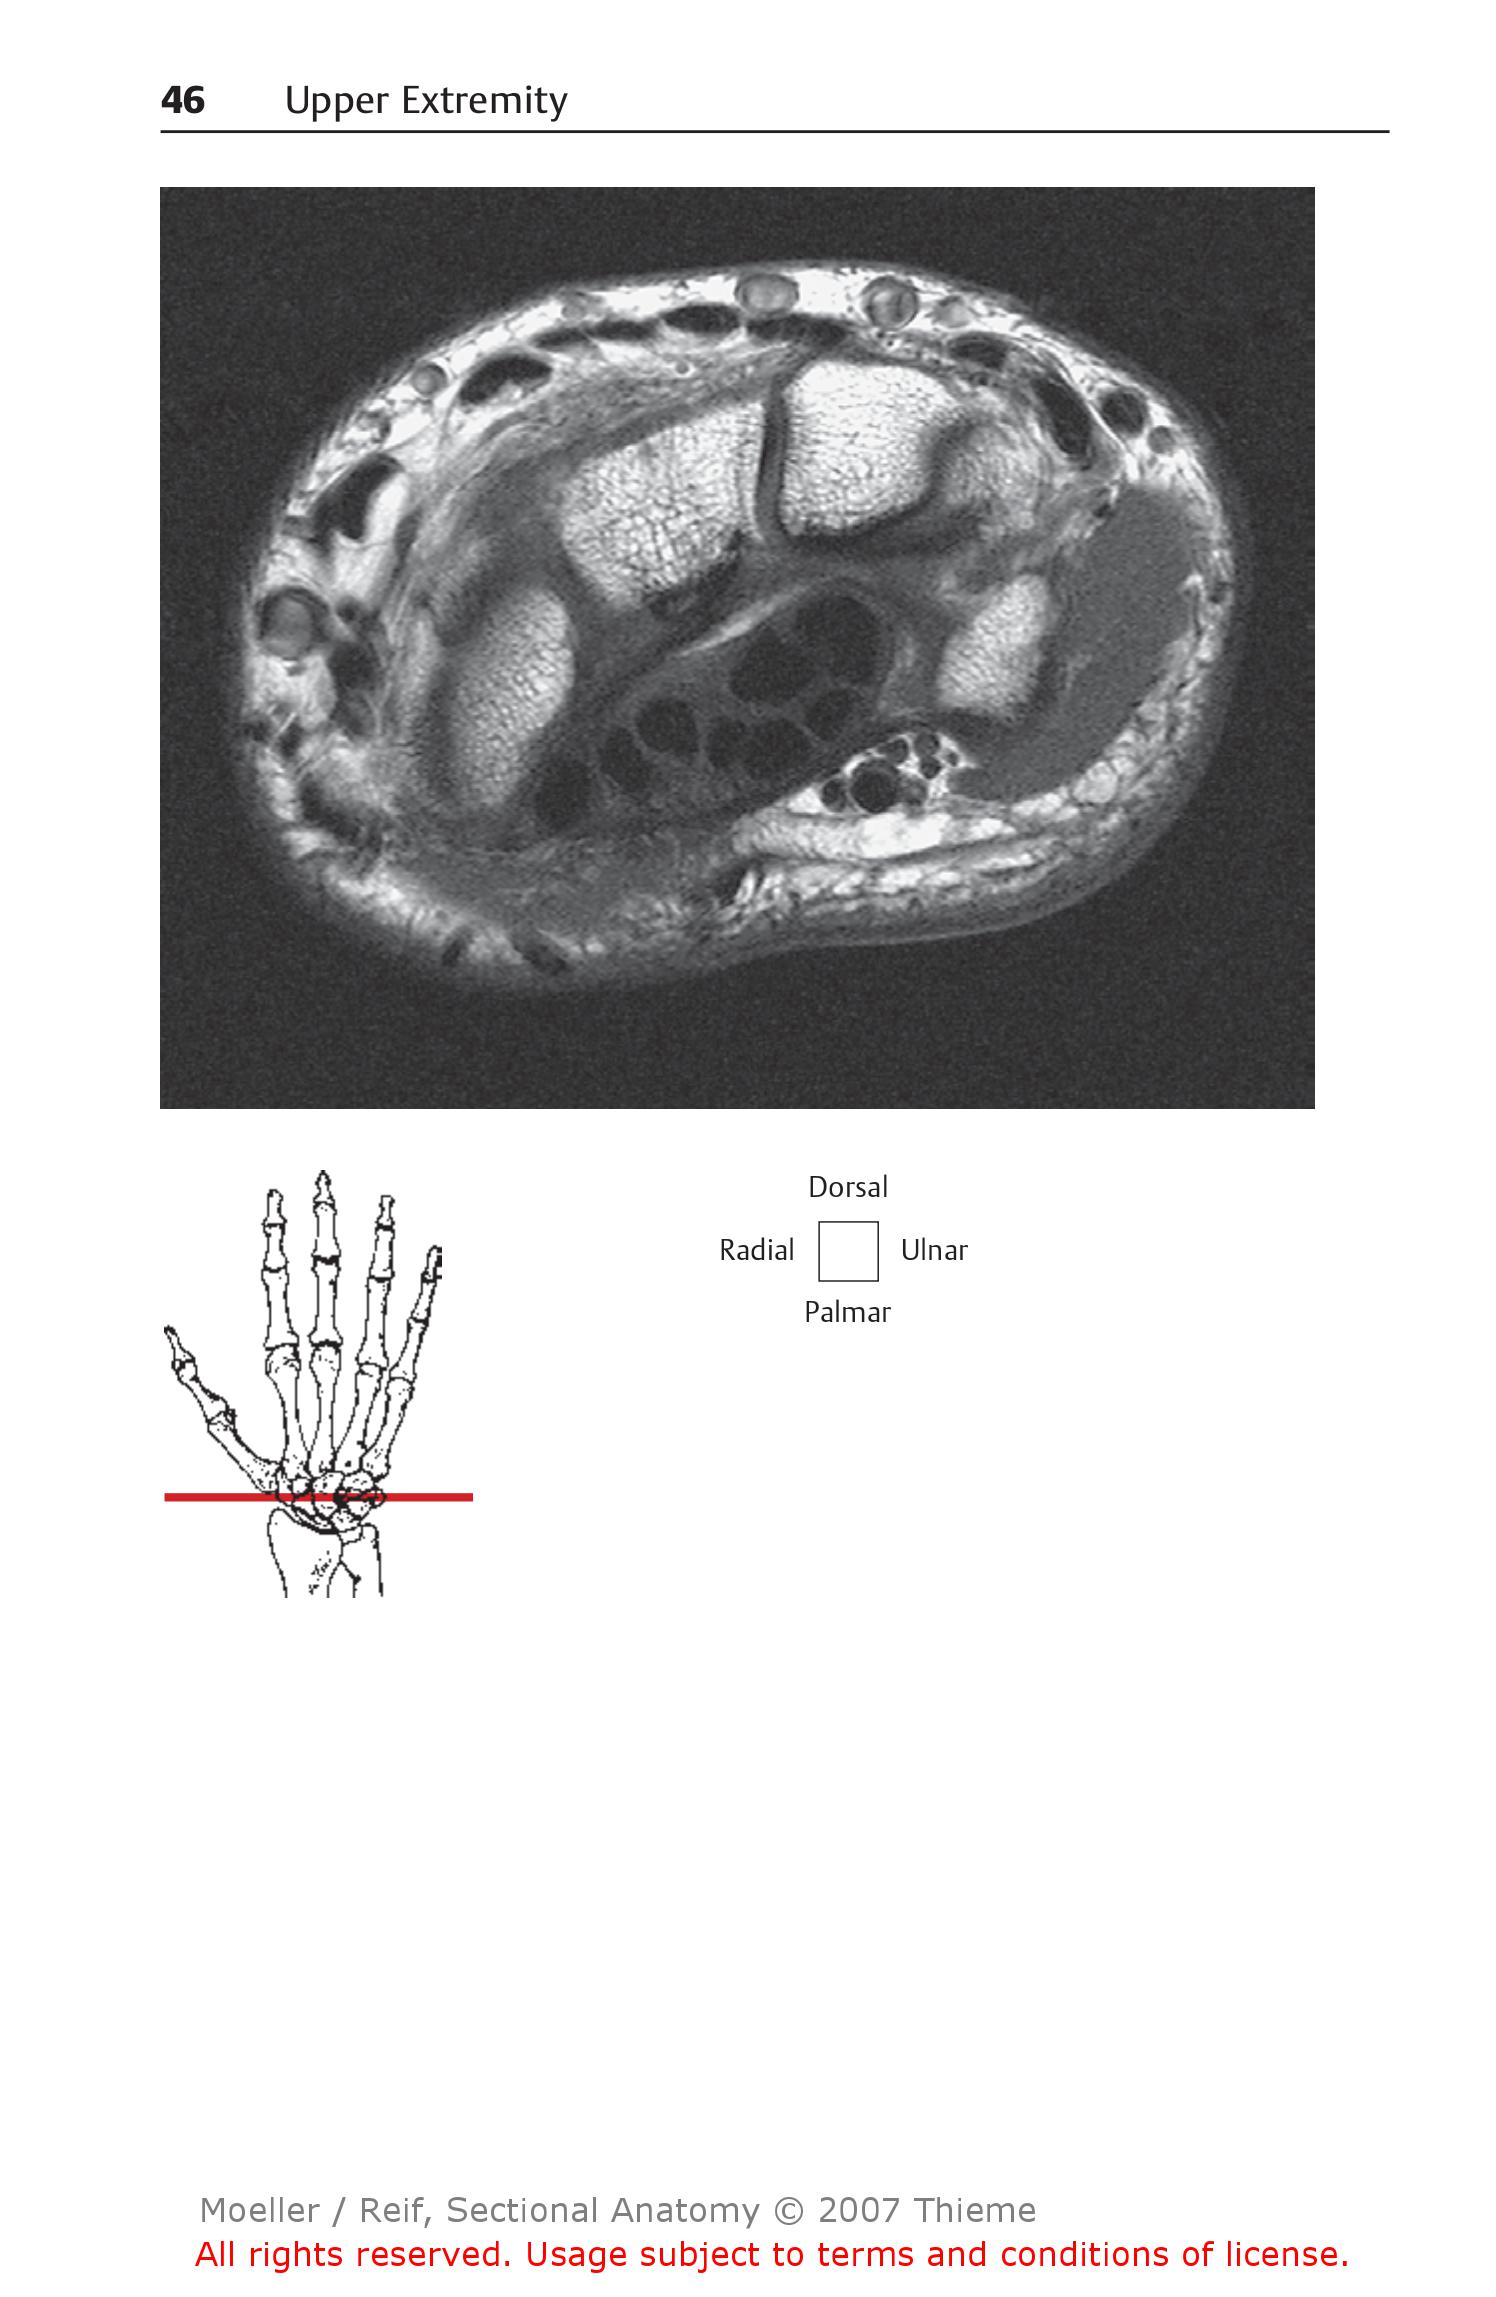 46 Upper Extremity
Dorsal
Radial Ulnar
Palmar
Moeller / Reif, Sectional Anatomy © 2007 Thieme
All rights reserved. Usage subject to terms and conditions of license.